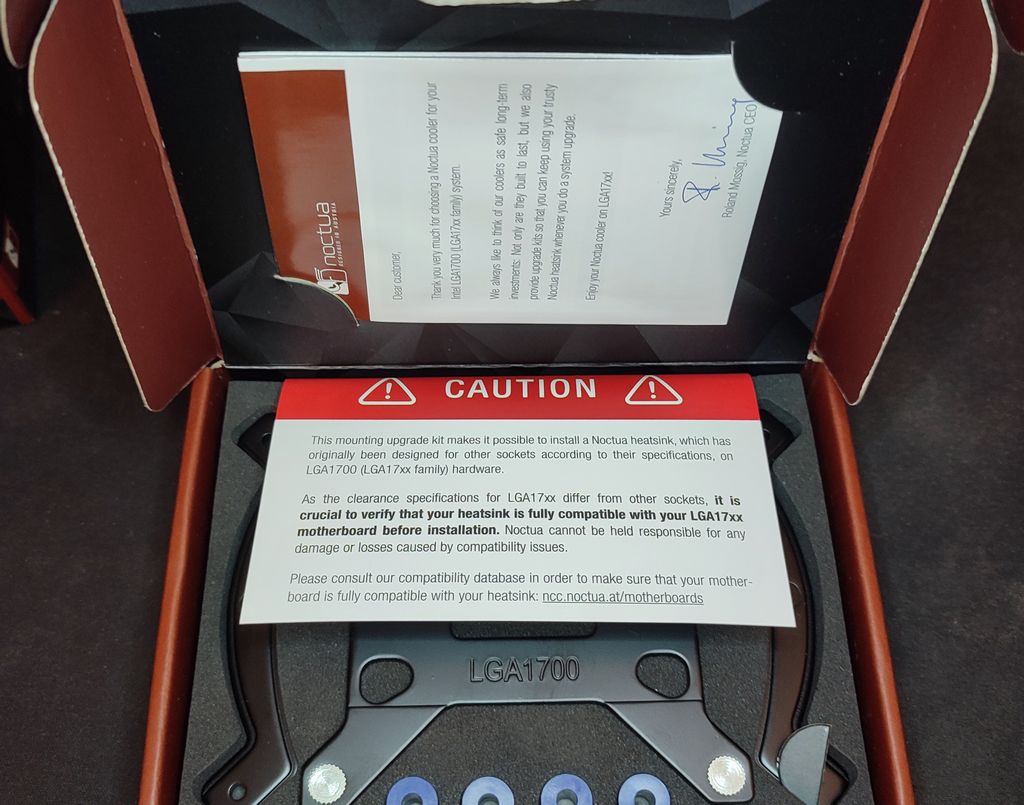 noctua
DESIGNED IN AUSTRIA
Dear customer,
Thank you very much for choosing a Noctua cooler for your
Intel LGA1700 (LGA17xx family) system.
We always like to think of our coolers as safe long-term
investments: Not only are they built to last, but we also
provide upgrade kits so that you can keep using your trusty
Noctua heatsink whenever you do a system upgrade.
Enjoy your Noctua cooler on LGA17xx!
Yours sincerely,
Roland Mossig, Noctua CEO
CAUTION
This mounting upgrade kit makes it possible to install a Noctua heatsink, which has
originally been designed for other sockets according to their specifications, on
LGA1700 (LGA17xx family) hardware.
As the clearance specifications for LGA17xx differ from other sockets, it is
crucial to verify that your heatsink is fully compatible with your LGA17xx
motherboard before installation. Noctua cannot be held responsible for any
damage or losses caused by compatibility issues.
Please consult our compatibility database in order to make sure that your mother-
board is fully compatible with your heatsink: ncc.noctua.at/motherboards
LGA1700